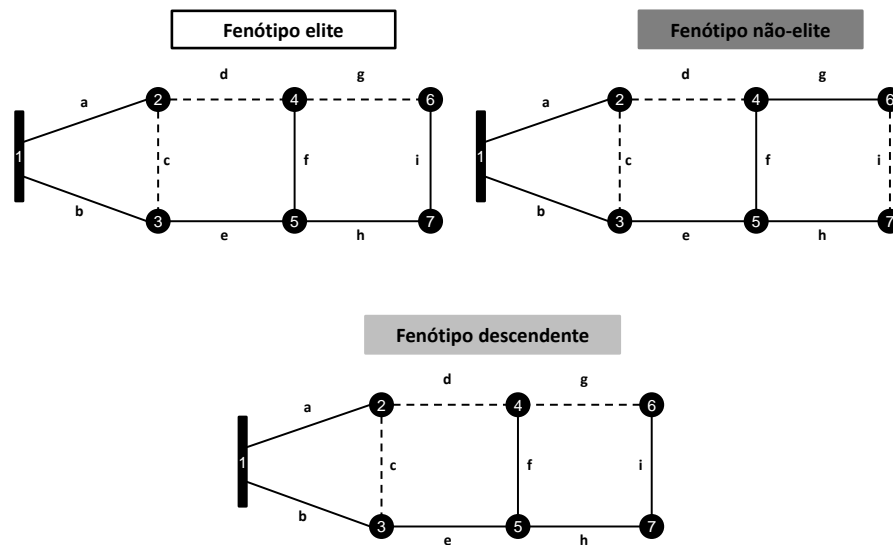 Fenótipo elite
Fenótipo não-elite
d g
a 2 4 6
1 c f i
b 3 5 7
e h
d g
a 2 4 6
1 c f i
b 3 5 7
e h
Fenótipo descendente
d g
a 2 4 6
1 c f i
b 3 5 7
e h